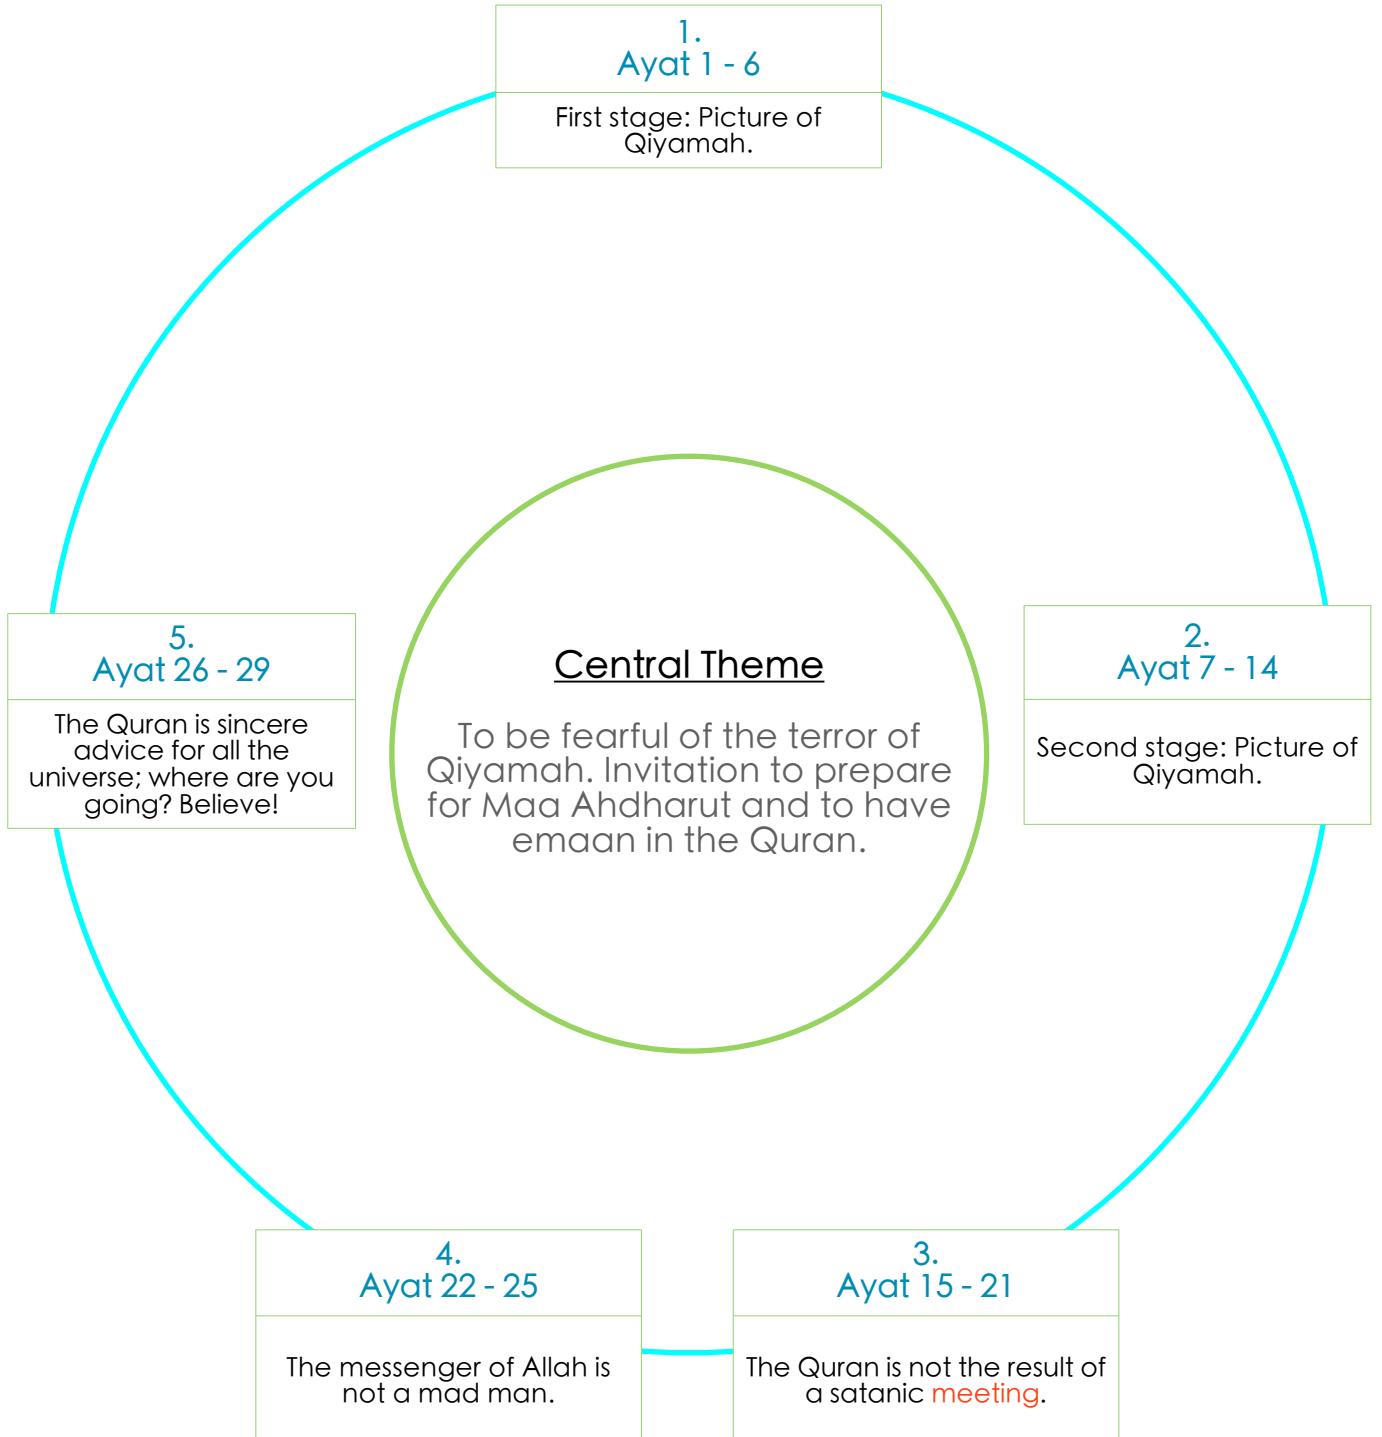 1.
Ayat 1 - 6
First stage: Picture of
Qiyamah.
2.
Ayat 7 - 14
Second stage: Picture of
Qiyamah.
3.
Ayat 15 - 21
The Quran is not the result of
a satanic meeting.
4.
Ayat 22 - 25
The messenger of Allah is
not a mad man.
5.
Ayat 26 - 29
The Quran is sincere
advice for all the
universe; where are you
going? Believe!
Central Theme
To be fearful of the terror of
Qiyamah. Invitation to prepare
for Maa Ahdharut and to have
emaan in the Quran.